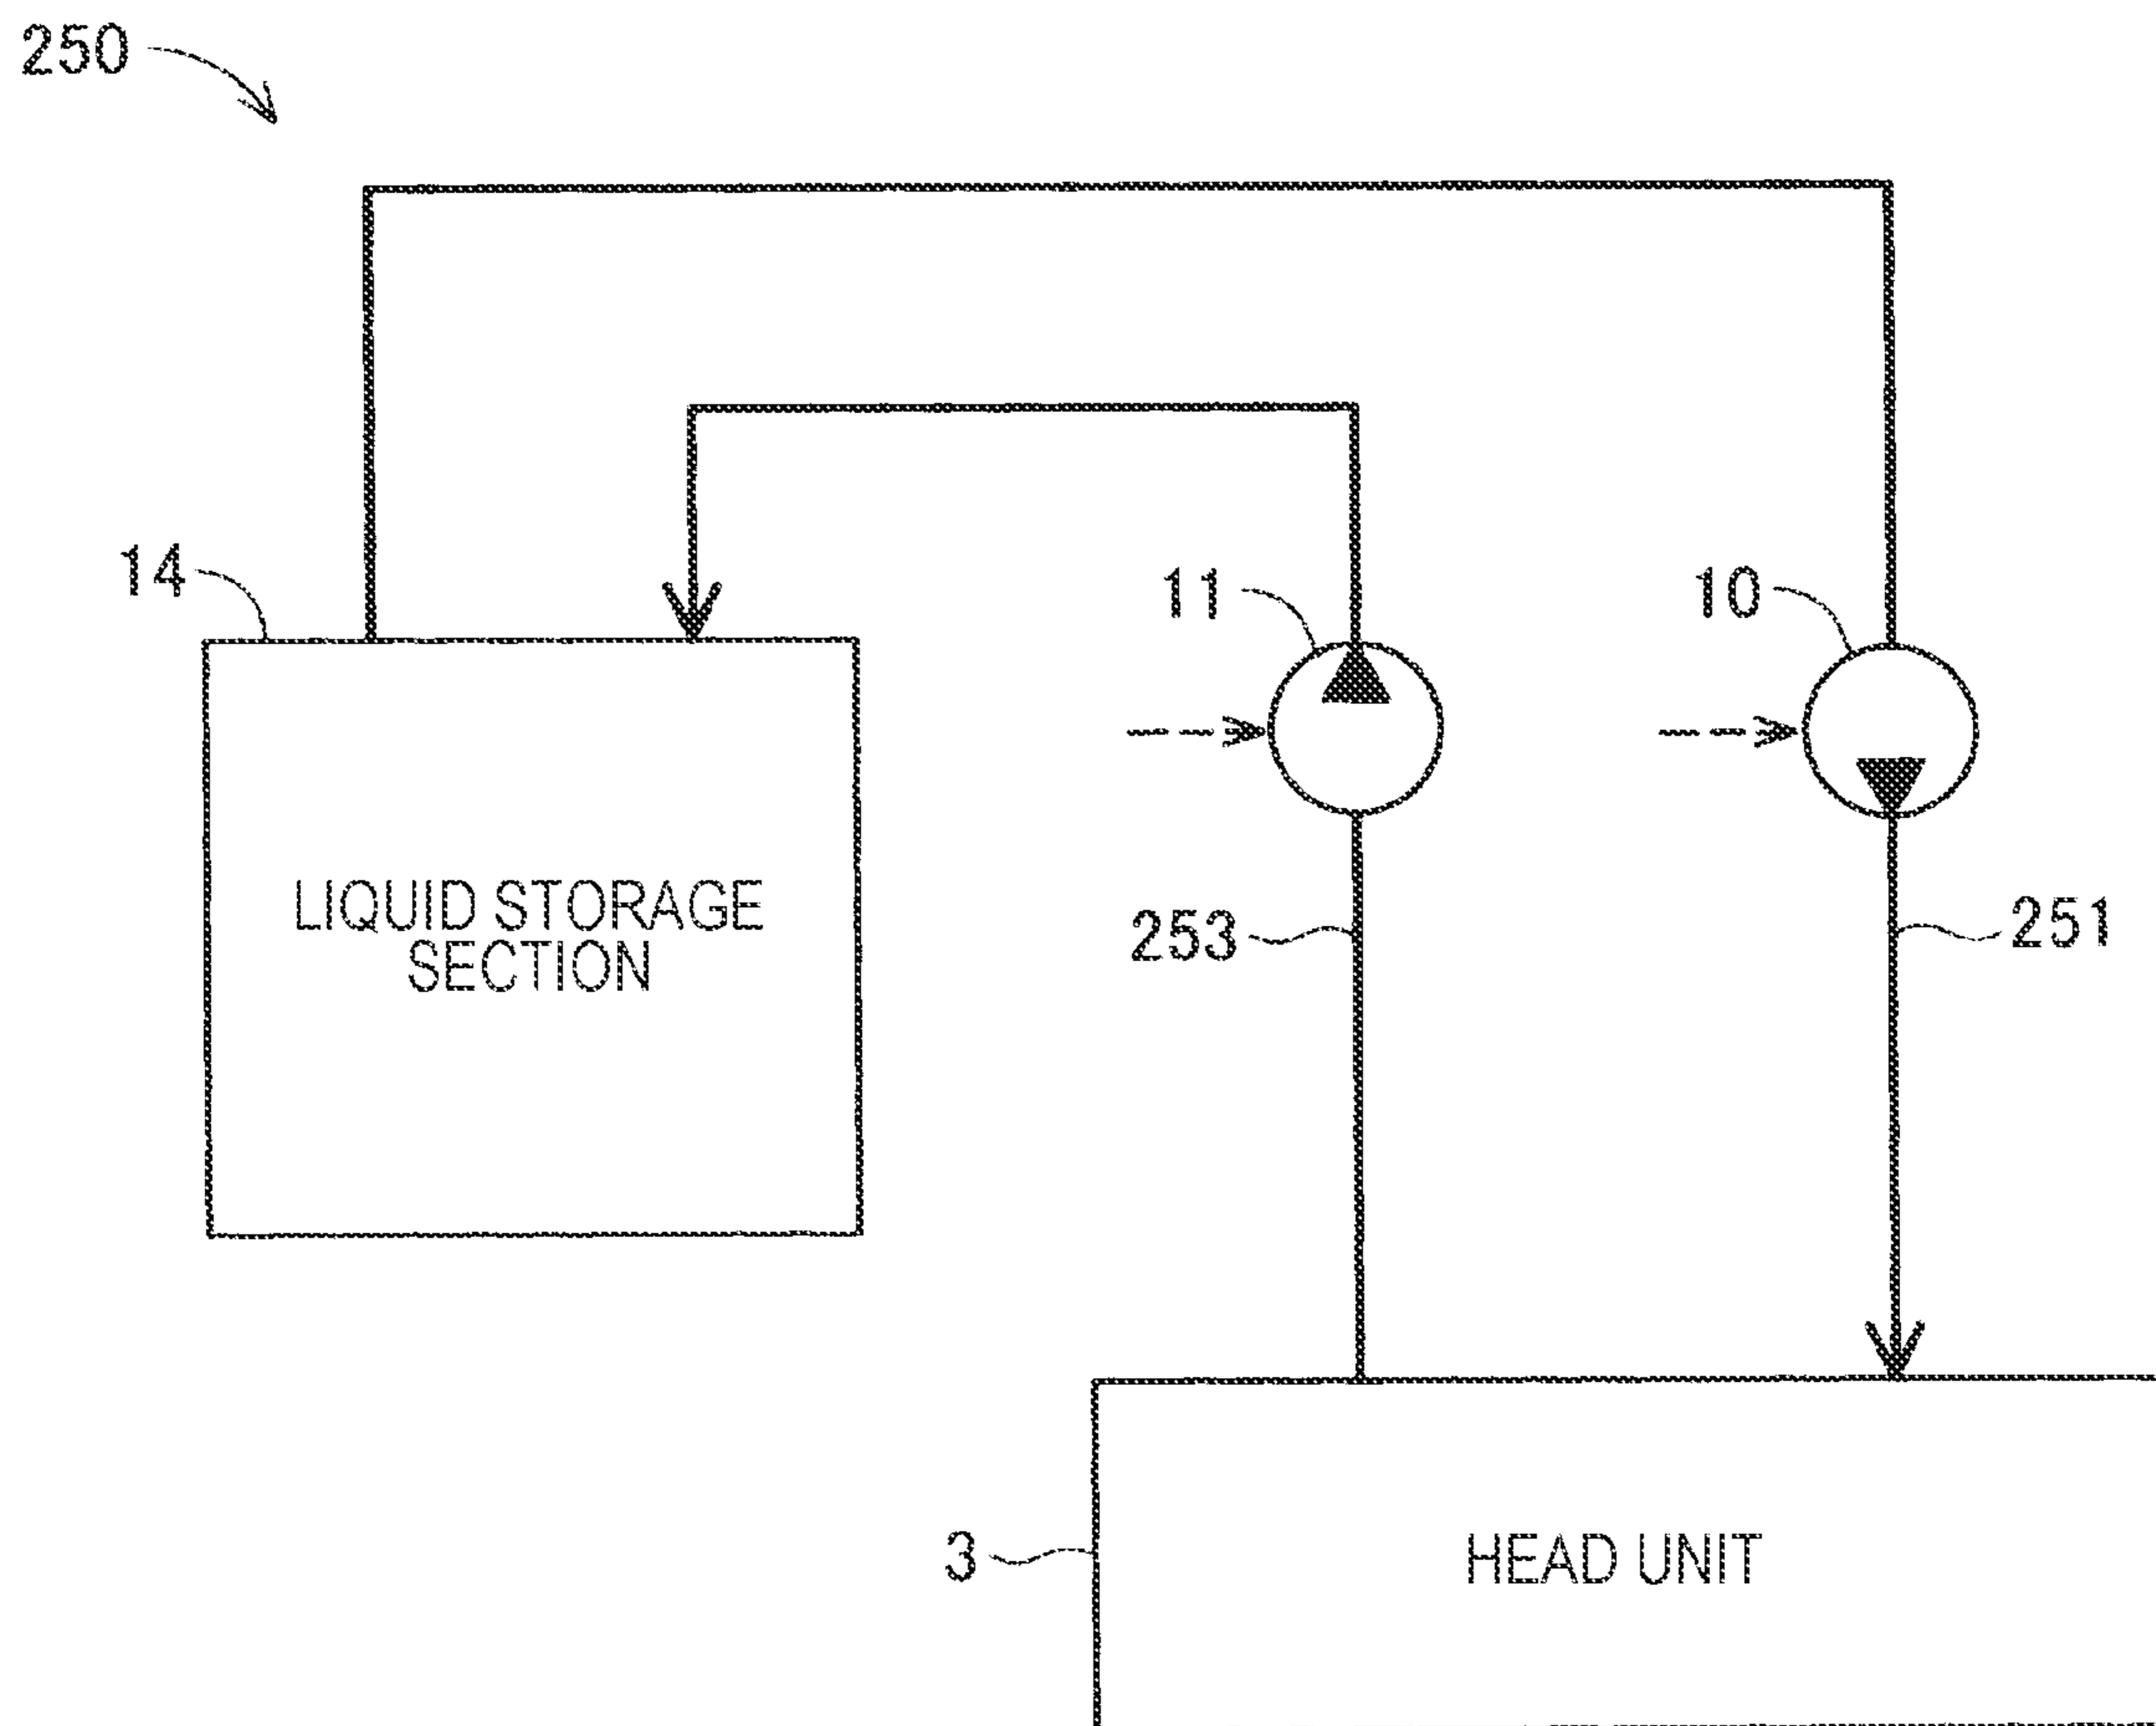 250
14
11
10
LIQUID STORAGE
SECTION
253
251
3
HEAD UNIT